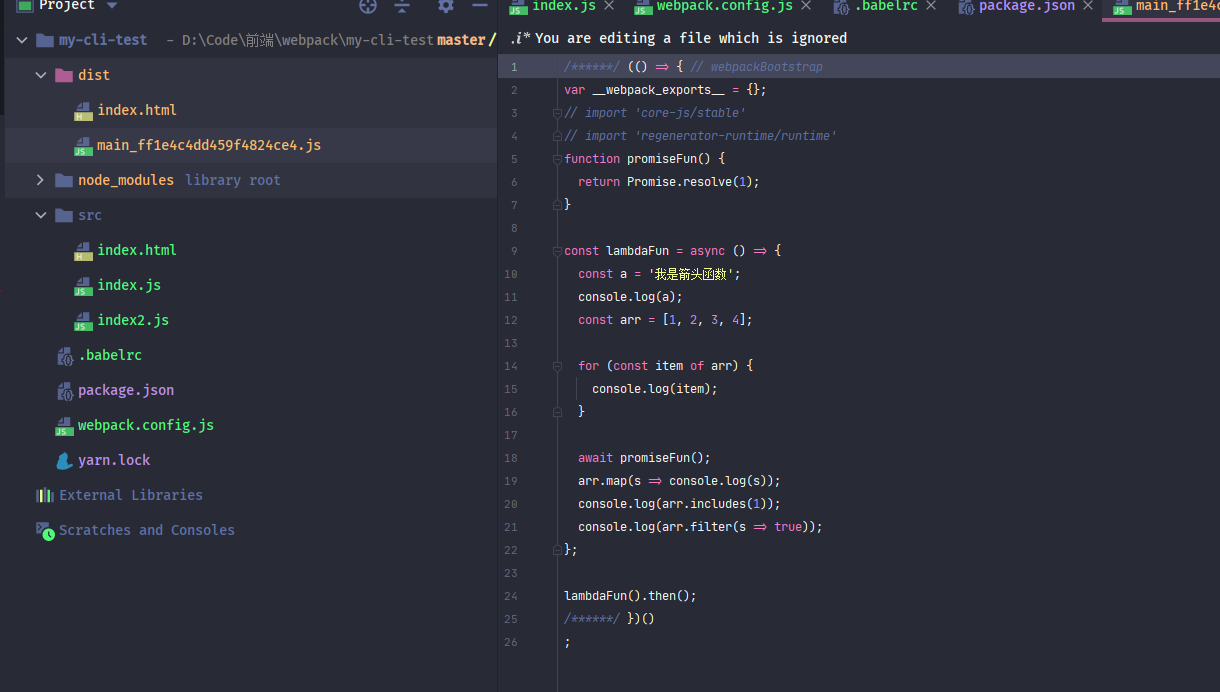 Project
my-cli-test – D:\Code\前端\webpack\my-cli-test master /
dist
index.html
main_ff1e4c4dd459f4824ce4.js
node_modules library root
src
index.html
index.js
index2.js
.babelrc
package.json
webpack.config.js
yarn.lock
External Libraries
Scratches and Consoles
index.js webpack.config.js .babelrc package.json main_ff1e4c
.i* You are editing a file which is ignored
1 /******/ (() => { // webpackBootstrap
2 var __webpack_exports__ = {};
3 // import 'core-js/stable'
4 // import 'regenerator-runtime/runtime'
5 function promiseFun() {
6 return Promise.resolve(1);
7 }
8
9 const lambdaFun = async () => {
10 const a = '我是箭头函数';
11 console.log(a);
12 const arr = [1, 2, 3, 4];
13
14 for (const item of arr) {
15 console.log(item);
16 }
17
18 await promiseFun();
19 arr.map(s => console.log(s));
20 console.log(arr.includes(1));
21 console.log(arr.filter(s => true));
22 };
23
24 lambdaFun().then();
25 /******/ })()
26 ;